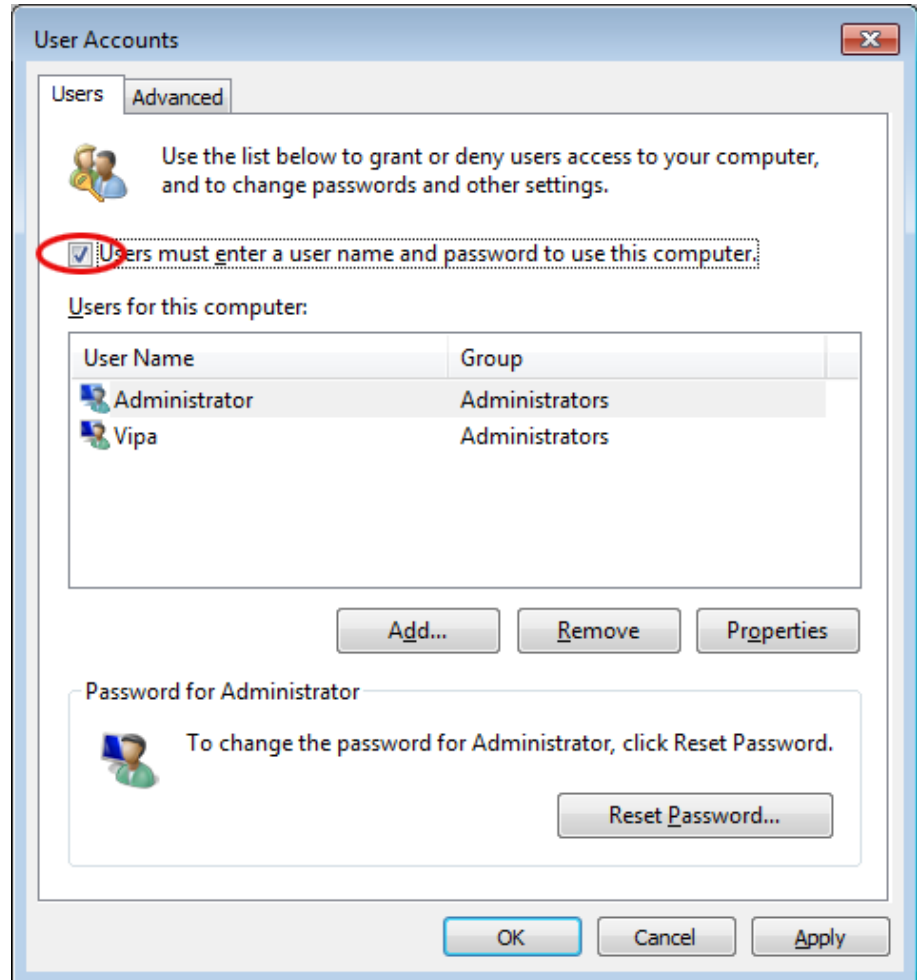 User Accounts
Users
Advanced
Use the list below to grant or deny users access to your computer,
and to change passwords and other settings.
Users must enter a user name and password to use this computer.
Users for this computer:
User Name Group
Administrator Administrators
Vipa Administrators
Add... Remove Properties
Password for Administrator
To change the password for Administrator, click Reset Password.
Reset Password...
OK Cancel Apply